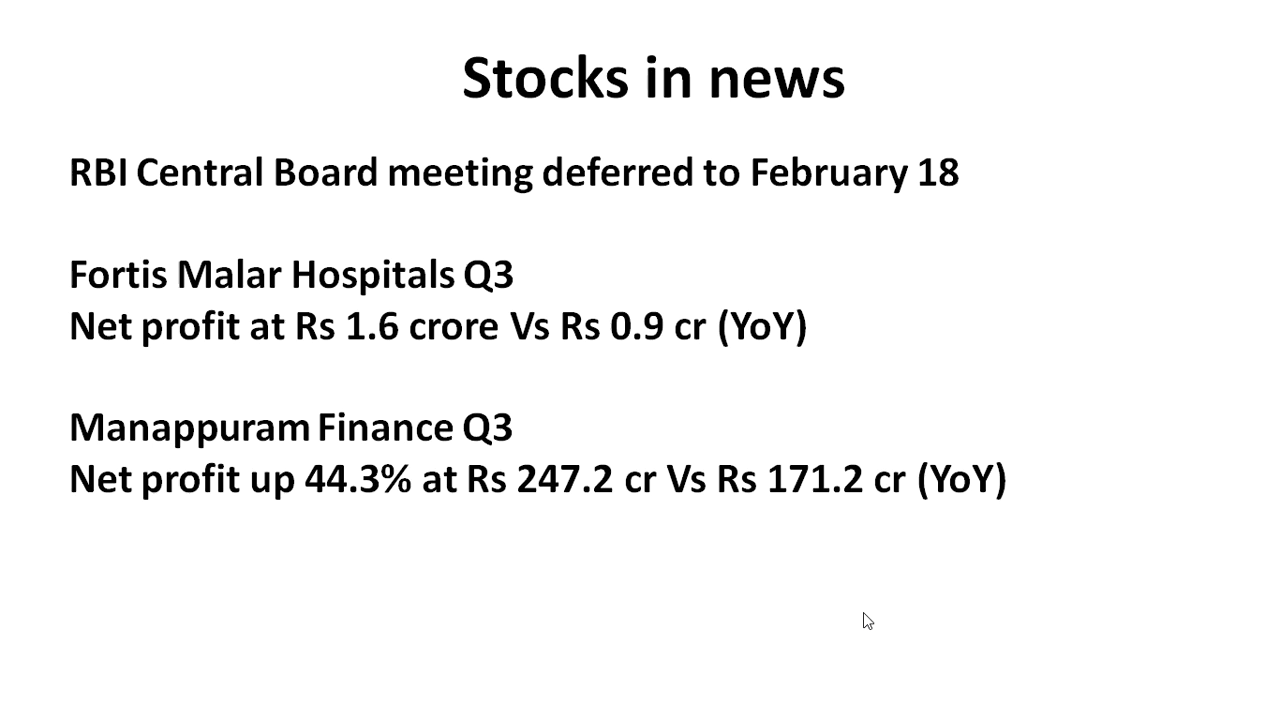 Stocks in news
RBI Central Board meeting deferred to February 18
Fortis Malar Hospitals Q3
Net profit at Rs 1.6 crore Vs Rs 0.9 cr (YoY)
Manappuram Finance Q3
Net profit up 44.3% at Rs 247.2 cr Vs Rs 171.2 cr (YoY)